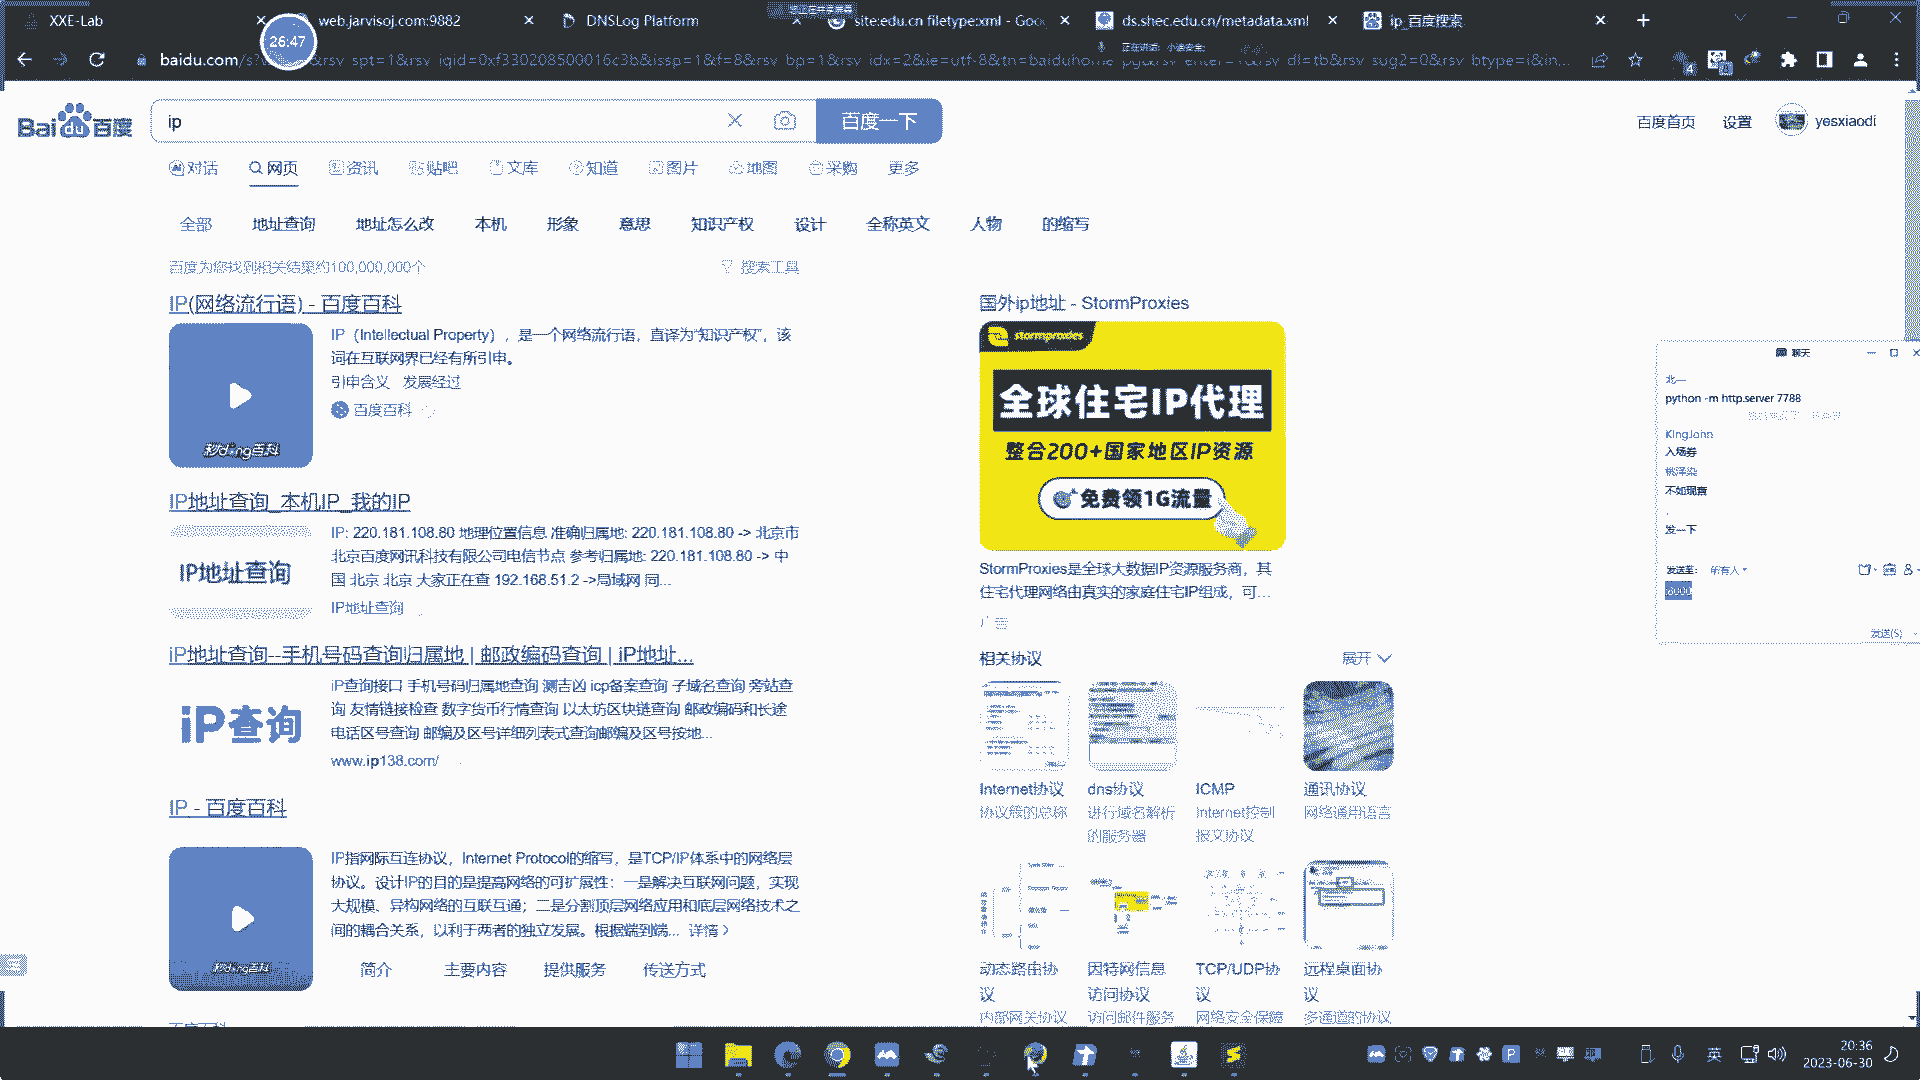 XXE-Lab
web.jarvisoj.com:9882
DNSLog Platform
site:edu.cn filetype:xml - Goo
ds.shec.edu.cn/metadata.xml
ip_百度搜索
26:47
正在讲话: 小迪安全;
Bai du 百度
ip
百度一下
百度首页
设置
yesxiaodi
对话
网页
资讯
贴吧
文库
知道
图片
地图
采购
更多
全部
地址查询
地址怎么改
本机
形象
意思
知识产权
设计
全称英文
人物
的缩写
百度为您找到相关结果约100,000,000个
搜索工具
IP(网络流行语) - 百度百科
IP（Intellectual Property），是一个网络流行语，直译为“知识产权”，该
词在互联网界已经有所引申。
引申含义 发展经过
百度百科
IP地址查询_本机IP_我的IP
IP地址查询
IP: 220.181.108.80 地理位置信息 准确归属地: 220.181.108.80 -> 北京市
北京百度网讯科技有限公司电信节点 参考归属地: 220.181.108.80 -> 中
国 北京 北京 大家正在查 192.168.51.2 ->局域网 同...
IP地址查询
iP地址查询--手机号码查询归属地 | 邮政编码查询 | iP地址...
iP查询
iP查询接口 手机号码归属地查询 测吉凶 icp备案查询 子域名查询 旁站查
询 友情链接检查 数字货币行情查询 以太坊区块链查询 邮政编码和长途
电话区号查询 邮编及区号详细列表式查询邮编及区号按地...
www.ip138.com/
IP - 百度百科
IP指网际互连协议，Internet Protocol的缩写，是TCP/IP体系中的网络层
协议。设计IP的目的是提高网络的可扩展性：一是解决互联网问题，实现
大规模、异构网络的互联互通；二是分割顶层网络应用和底层网络技术之
间的耦合关系，以利于两者的独立发展。根据端到端... 详情
简介
主要内容
提供服务
传送方式
国外ip地址 - StormProxies
stormproxies
全球住宅IP代理
整合200+国家地区IP资源
免费领1G流量
StormProxies是全球大数据IP资源服务商，其
住宅代理网络由真实的家庭住宅IP组成，可...
广告
相关协议
展开
Internet协议
协议簇的总称
dns协议
进行域名解析
的服务器
ICMP
Internet控制
报文协议
通讯协议
网络通用语言
动态路由协
议
内部网关协议
因特网信息
访问协议
访问邮件服务
TCP/UDP协
议
网络安全保障
远程桌面协
议
多通道的协议
聊天
北一
python -m http.server 7788
KingJohn
入场券
不如现言
发一下
发送至:
所有人
8000
发送(S)
英
20:36
2023-06-30